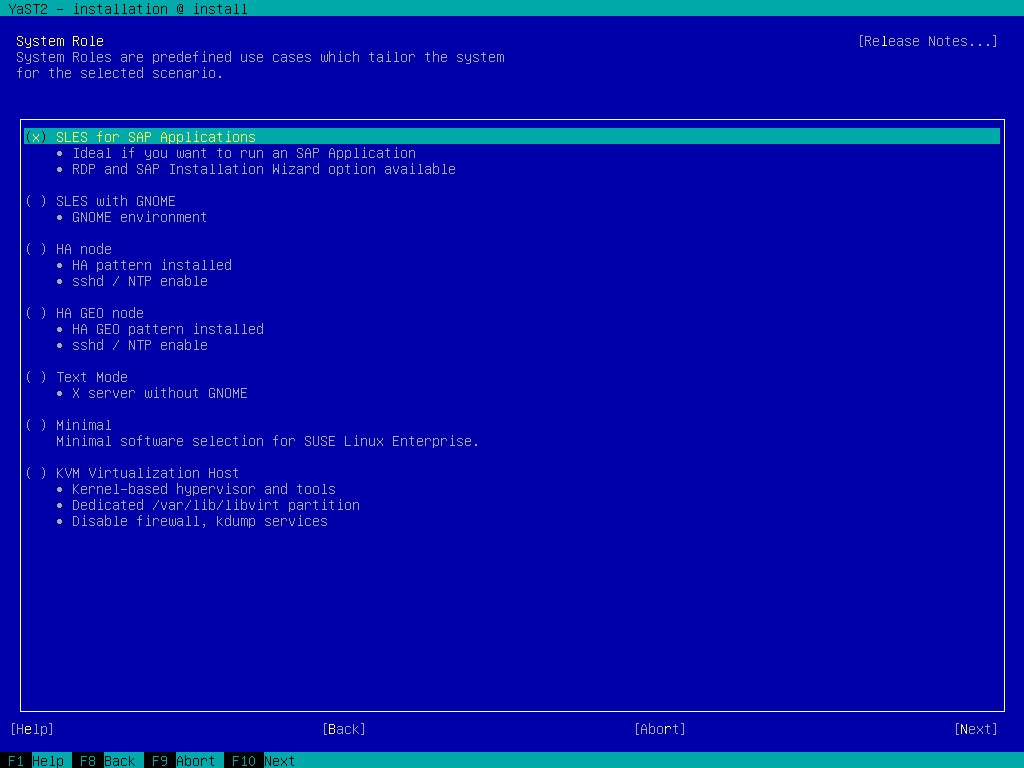 YaST2 - installation @ install
System Role [Release Notes...]
System Roles are predefined use cases which tailor the system
for the selected scenario.
(x) SLES for SAP Applications
• Ideal if you want to run an SAP Application
• RDP and SAP Installation Wizard option available
( ) SLES with GNOME
• GNOME environment
( ) HA node
• HA pattern installed
• sshd / NTP enable
( ) HA GEO node
• HA GEO pattern installed
• sshd / NTP enable
( ) Text Mode
• X server without GNOME
( ) Minimal
Minimal software selection for SUSE Linux Enterprise.
( ) KVM Virtualization Host
• Kernel-based hypervisor and tools
• Dedicated /var/lib/libvirt partition
• Disable firewall, kdump services
[Help] [Back] [Abort] [Next]
F1 Help F8 Back F9 Abort F10 Next